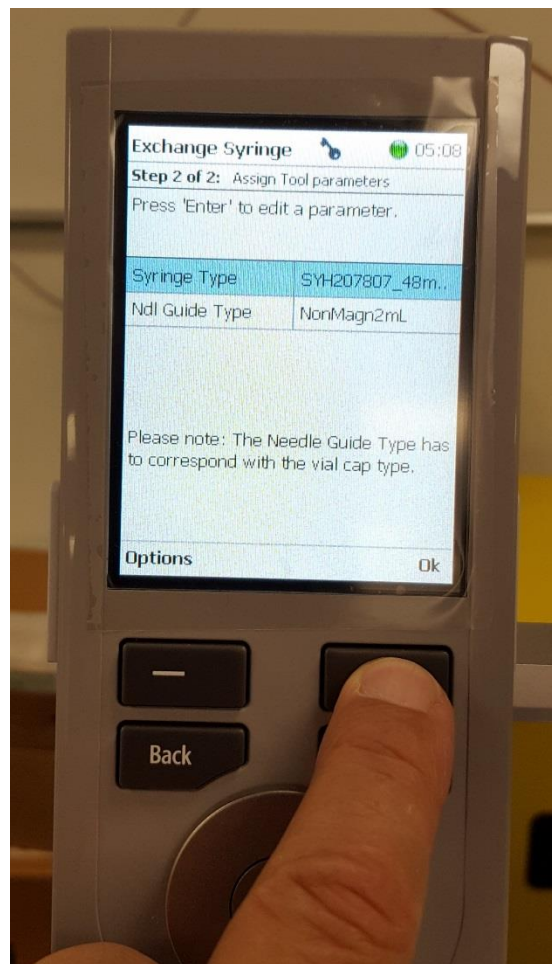 Exchange Syringe 05:08
Step 2 of 2: Assign Tool parameters
Press 'Enter' to edit a parameter.
Syringe Type SYH207807_48m..
Ndl Guide Type NonMagn2mL
Please note: The Needle Guide Type has
to correspond with the vial cap type.
Options Ok
Back